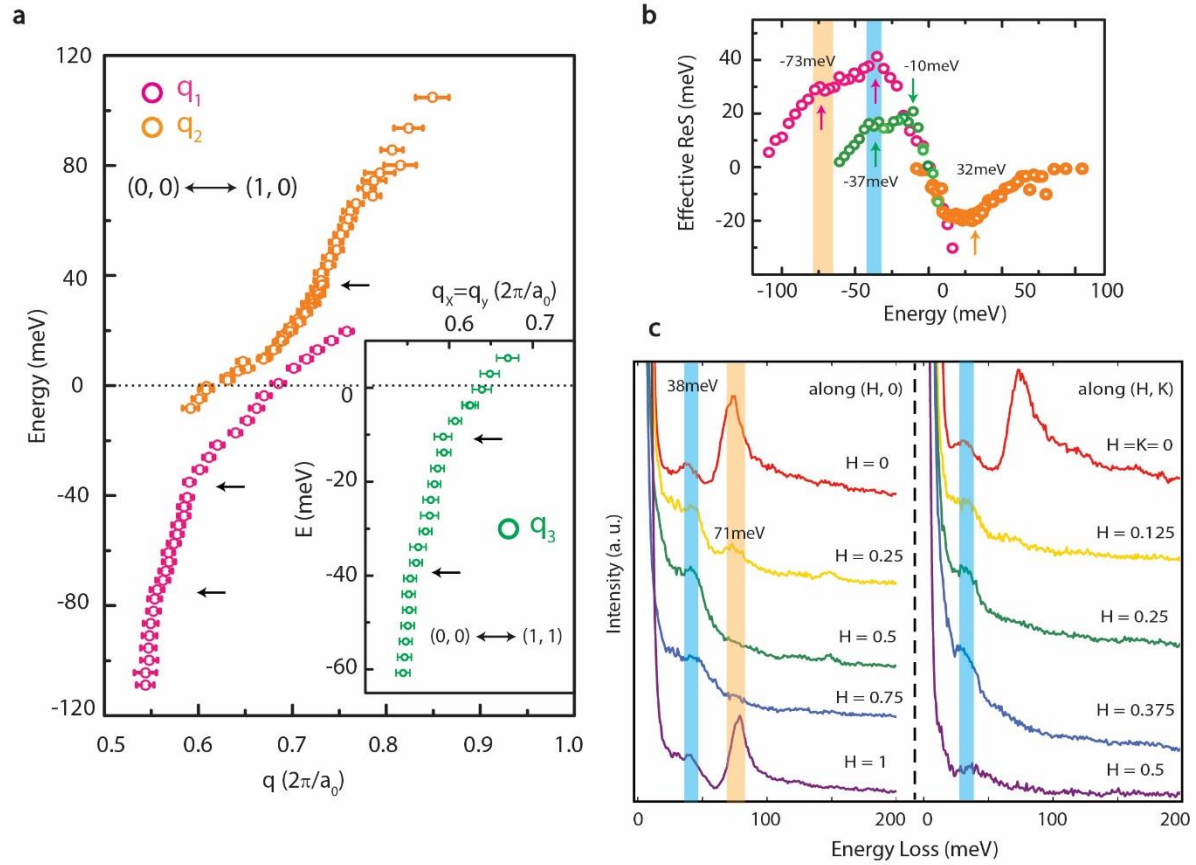 a
120
80
40
0
-40
-80
-120
Energy (meV)
q₁
q₂
(0, 0) ⟷ (1, 0)
0.5 0.6 0.7 0.8 0.9 1.0
q (2π/a₀)
qₓ=qᵧ (2π/a₀)
0.6 0.7
0
-20
-40
-60
E (meV)
q₃
(0, 0) ⟷ (1, 1)
b
Effective ReS (meV)
40
20
0
-20
-73meV
-10meV
-37meV
32meV
-100 -50 0 50 100
Energy (meV)
c
Intensity (a. u.)
38meV
along (H, 0)
H = 0
71meV
H = 0.25
H = 0.5
H = 0.75
H = 1
0 100 200
along (H, K)
H =K= 0
H = 0.125
H = 0.25
H = 0.375
H = 0.5
0 100 200
Energy Loss (meV)